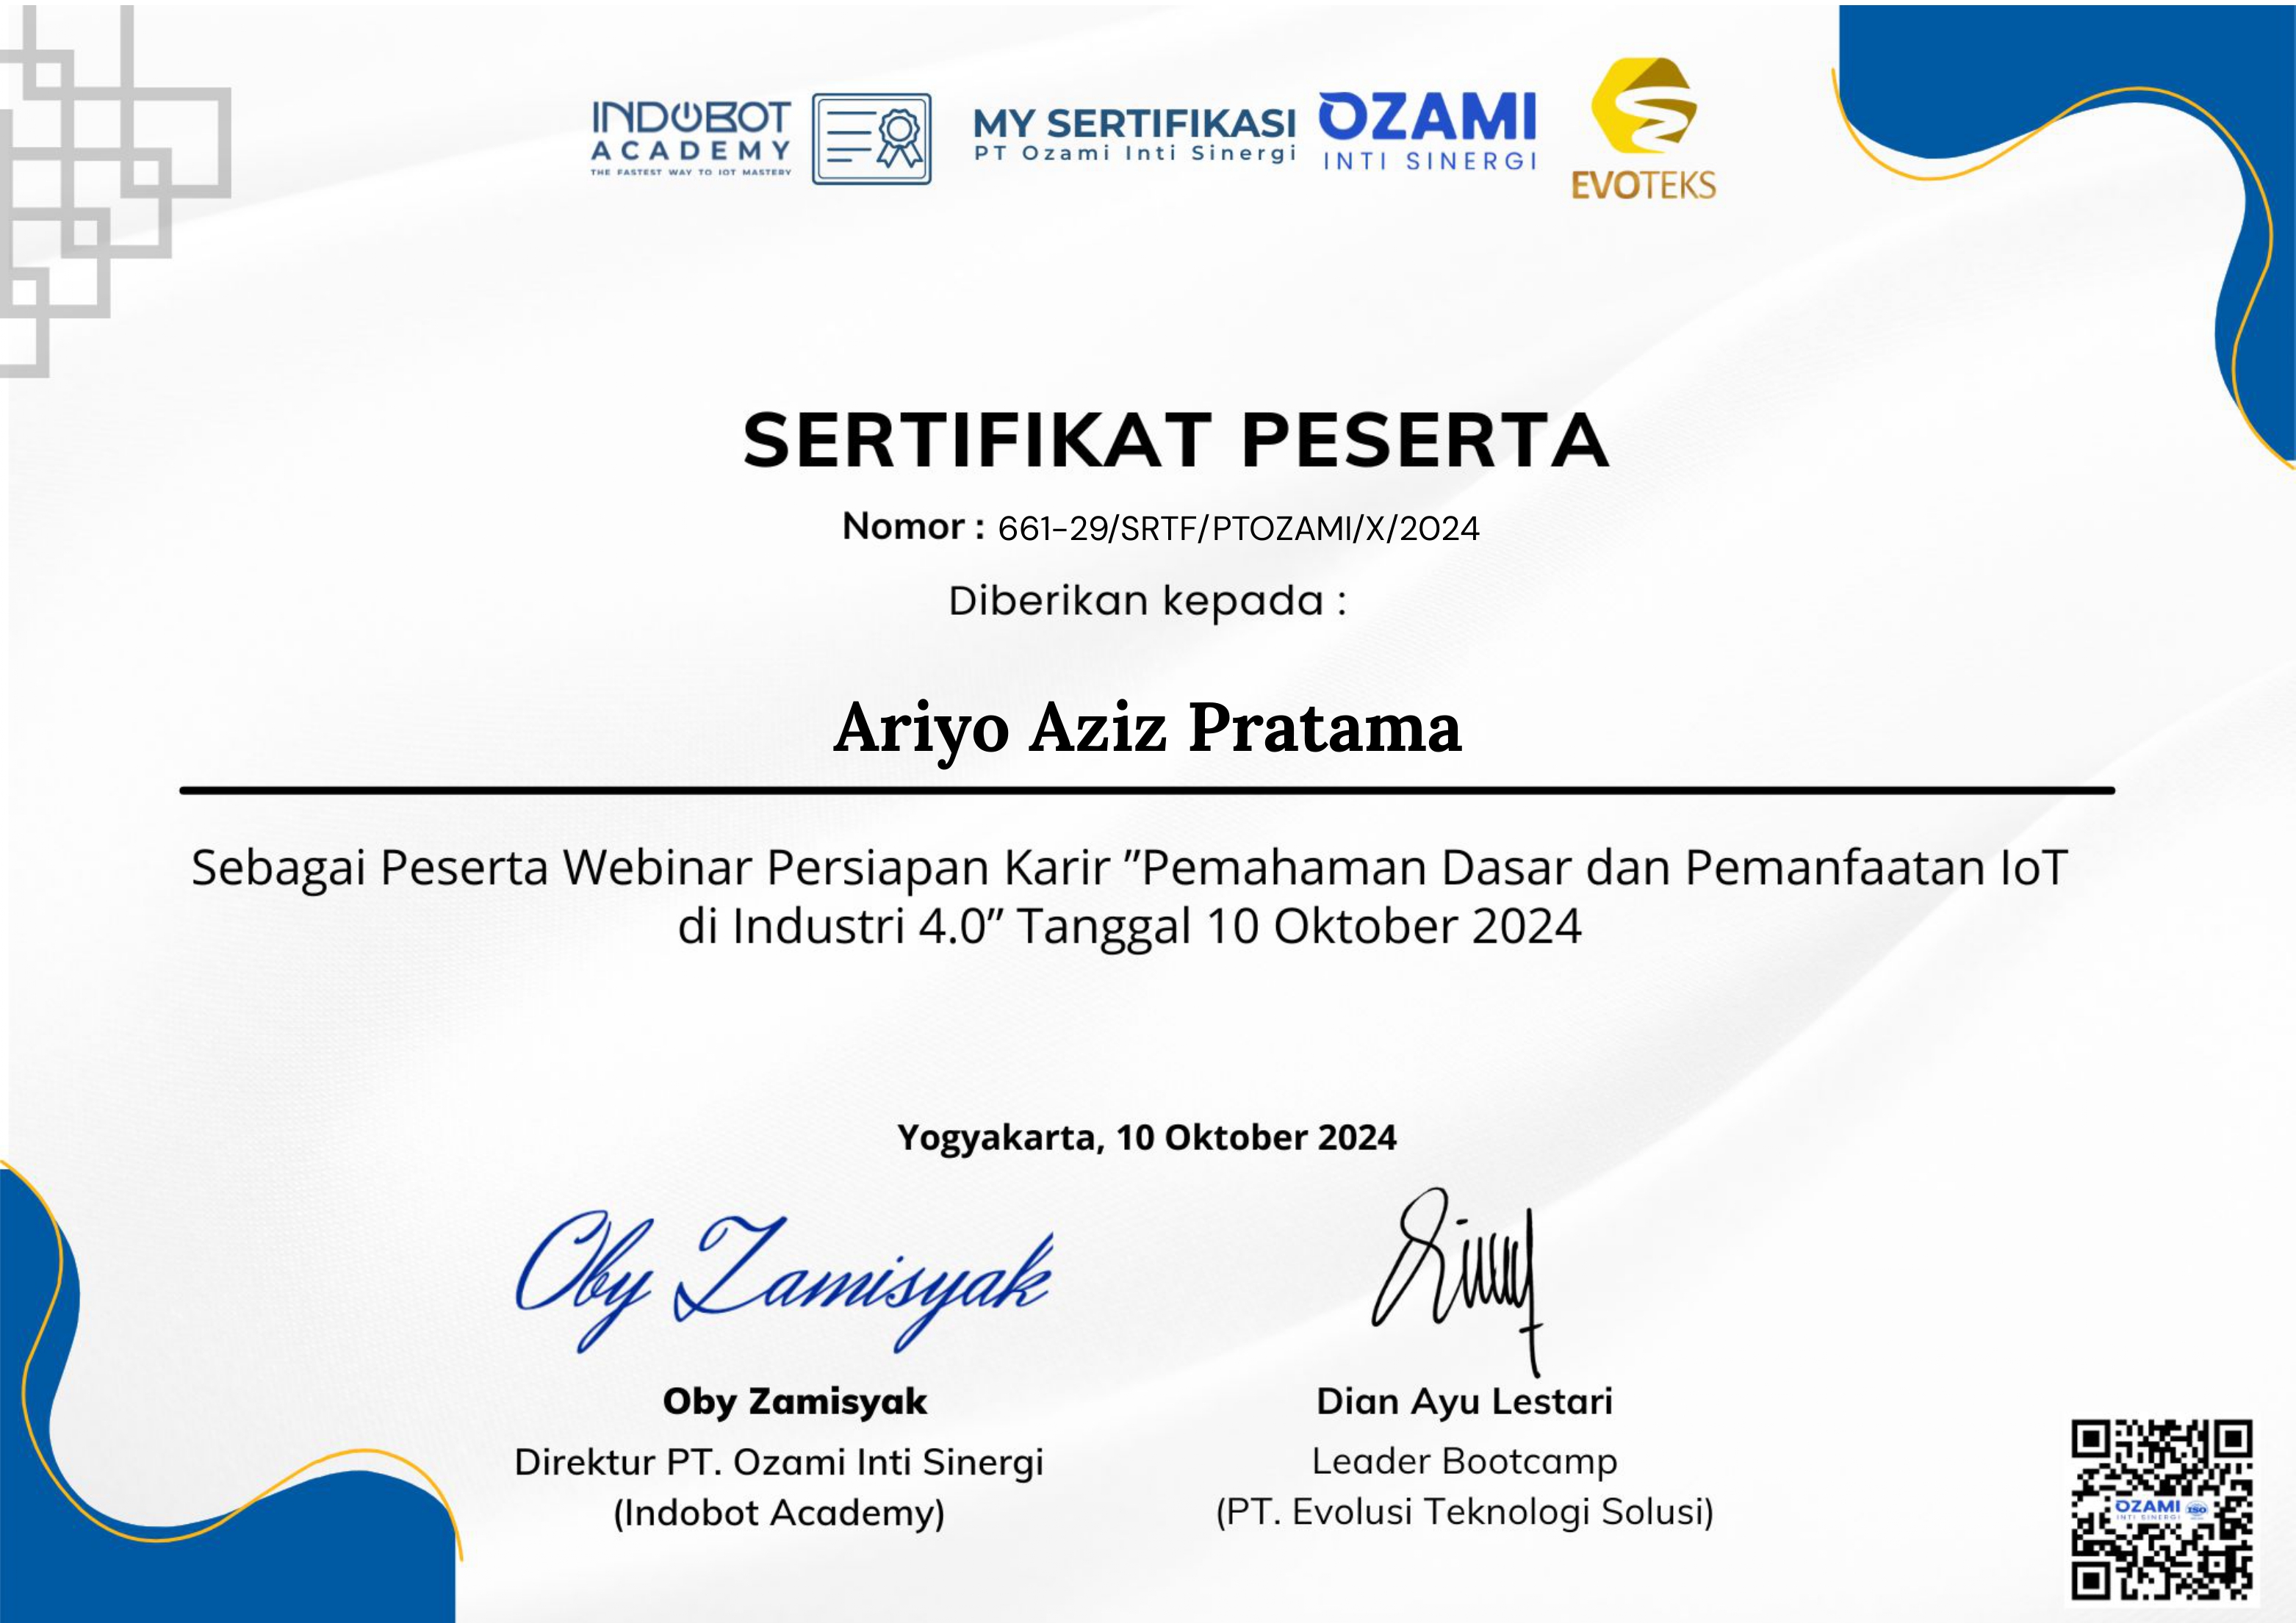 INDOBOT
ACADEMY
THE FASTEST WAY TO IOT MASTERY
MY SERTIFIKASI
PT Ozami Inti Sinergi
OZAMI
INTI SINERGI
EVOTEKS
SERTIFIKAT PESERTA
Nomor : 661-29/SRTF/PTOZAMI/X/2024
Diberikan kepada :
Ariyo Aziz Pratama
Sebagai Peserta Webinar Persiapan Karir ”Pemahaman Dasar dan Pemanfaatan IoT
di Industri 4.0” Tanggal 10 Oktober 2024
Yogyakarta, 10 Oktober 2024
Oby Zamisyak
Oby Zamisyak
Direktur PT. Ozami Inti Sinergi
(Indobot Academy)
Dian Ayu Lestari
Leader Bootcamp
(PT. Evolusi Teknologi Solusi)
OZAMI
INTI SINERGI
ISO